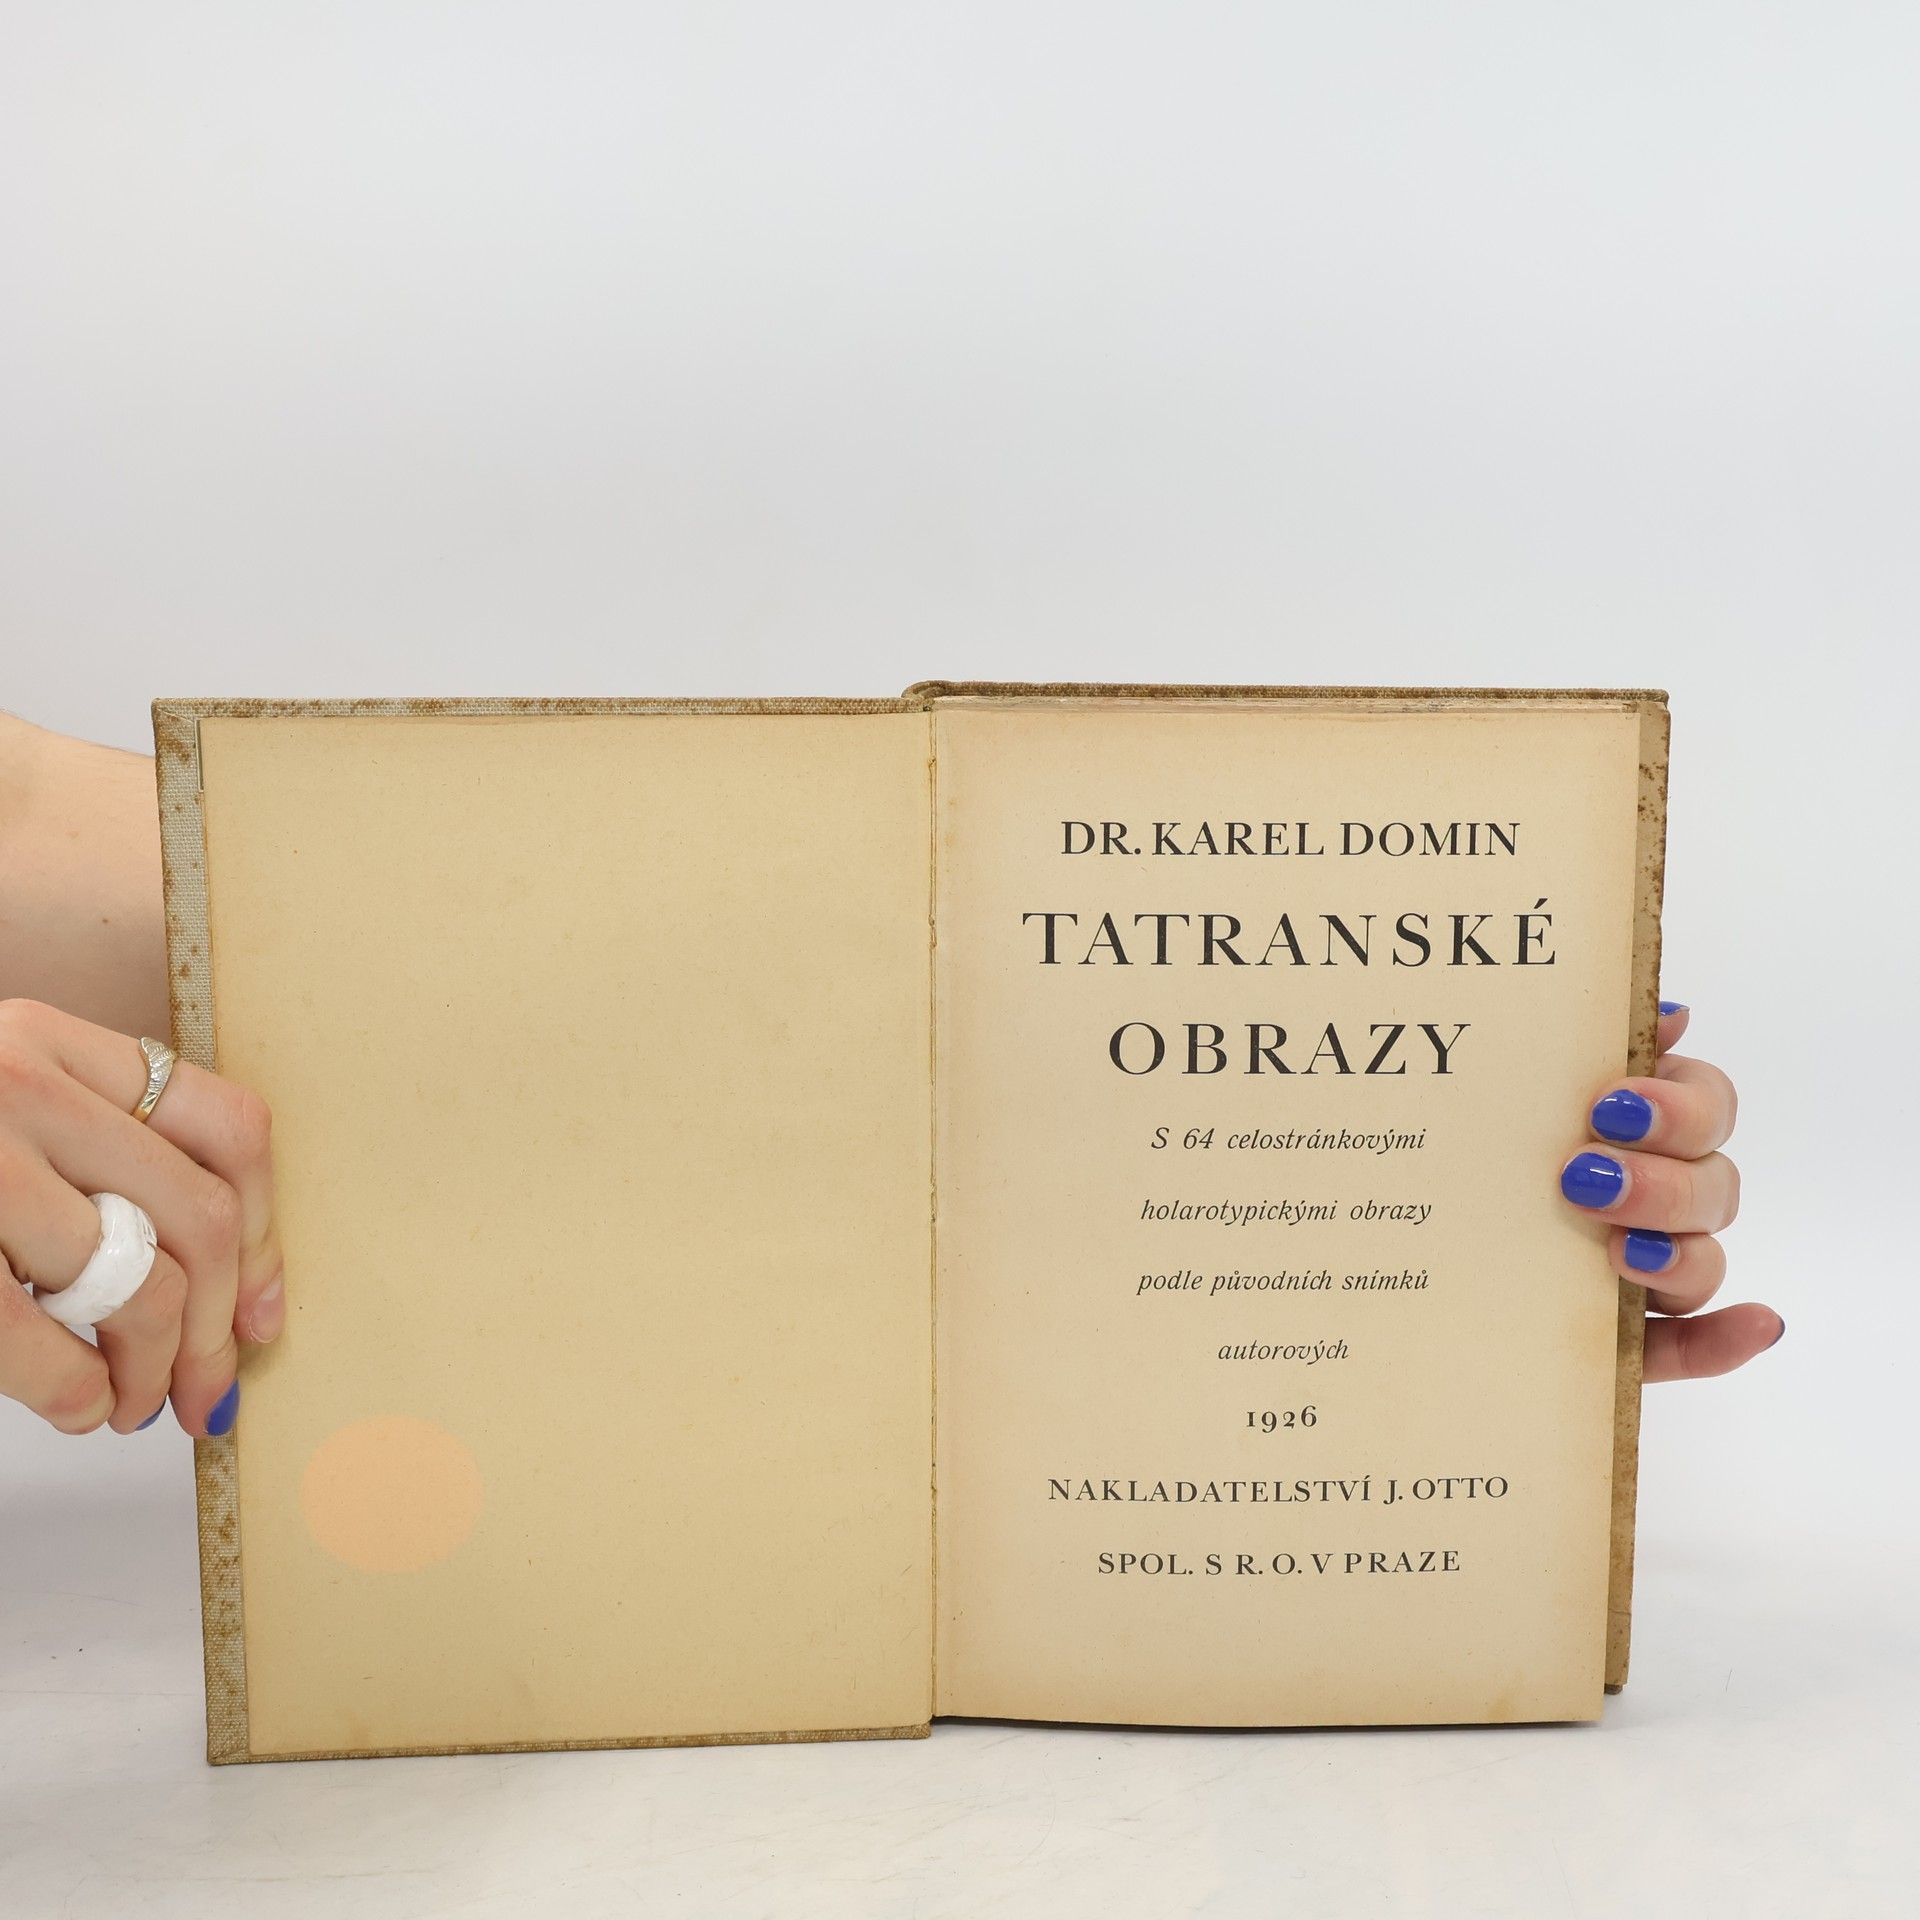 DR. KAREL DOMIN
TATRANSKÉ
OBRAZY
S 64 celostránkovými
holarotypickými obrazy
podle původních snímků
autorových
1926
NAKLADATELSTVÍ J. OTTO
SPOL. S R. O. V PRAZE